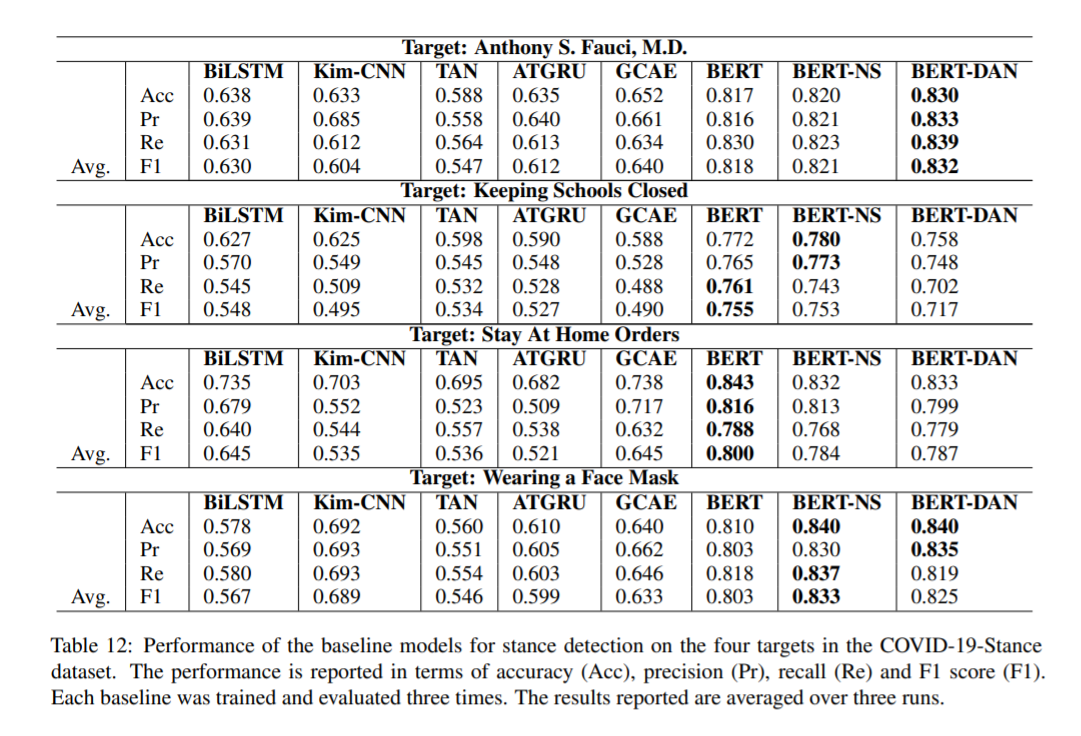 Target: Anthony S. Fauci, M.D.
BiLSTM Kim-CNN TAN ATGRU GCAE BERT BERT-NS BERT-DAN
Acc 0.638 0.633 0.588 0.635 0.652 0.817 0.820 0.830
Pr 0.639 0.685 0.558 0.640 0.661 0.816 0.821 0.833
Re 0.631 0.612 0.564 0.613 0.634 0.830 0.823 0.839
Avg. F1 0.630 0.604 0.547 0.612 0.640 0.818 0.821 0.832
Target: Keeping Schools Closed
BiLSTM Kim-CNN TAN ATGRU GCAE BERT BERT-NS BERT-DAN
Acc 0.627 0.625 0.598 0.590 0.588 0.772 0.780 0.758
Pr 0.570 0.549 0.545 0.548 0.528 0.765 0.773 0.748
Re 0.545 0.509 0.532 0.528 0.488 0.761 0.743 0.702
Avg. F1 0.548 0.495 0.534 0.527 0.490 0.755 0.753 0.717
Target: Stay At Home Orders
BiLSTM Kim-CNN TAN ATGRU GCAE BERT BERT-NS BERT-DAN
Acc 0.735 0.703 0.695 0.682 0.738 0.843 0.832 0.833
Pr 0.679 0.552 0.523 0.509 0.717 0.816 0.813 0.799
Re 0.640 0.544 0.557 0.538 0.632 0.788 0.768 0.779
Avg. F1 0.645 0.535 0.536 0.521 0.645 0.800 0.784 0.787
Target: Wearing a Face Mask
BiLSTM Kim-CNN TAN ATGRU GCAE BERT BERT-NS BERT-DAN
Acc 0.578 0.692 0.560 0.610 0.640 0.810 0.840 0.840
Pr 0.569 0.693 0.551 0.605 0.662 0.803 0.830 0.835
Re 0.580 0.693 0.554 0.603 0.646 0.818 0.837 0.819
Avg. F1 0.567 0.689 0.546 0.599 0.633 0.803 0.833 0.825
Table 12: Performance of the baseline models for stance detection on the four targets in the COVID-19-Stance
dataset. The performance is reported in terms of accuracy (Acc), precision (Pr), recall (Re) and F1 score (F1).
Each baseline was trained and evaluated three times. The results reported are averaged over three runs.